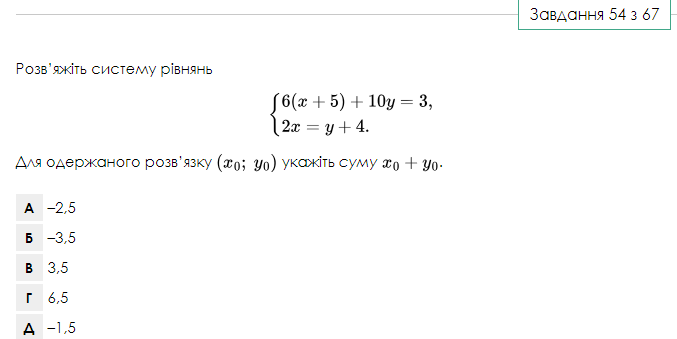 Завдання 54 з 67
Розв'яжіть систему рівнянь
6(x + 5) + 10y = 3,
2x = y + 4.
Для одержаного розв'язку (x₀; y₀) укажіть суму x₀ + y₀.
А –2,5
Б –3,5
В 3,5
Г 6,5
Д –1,5